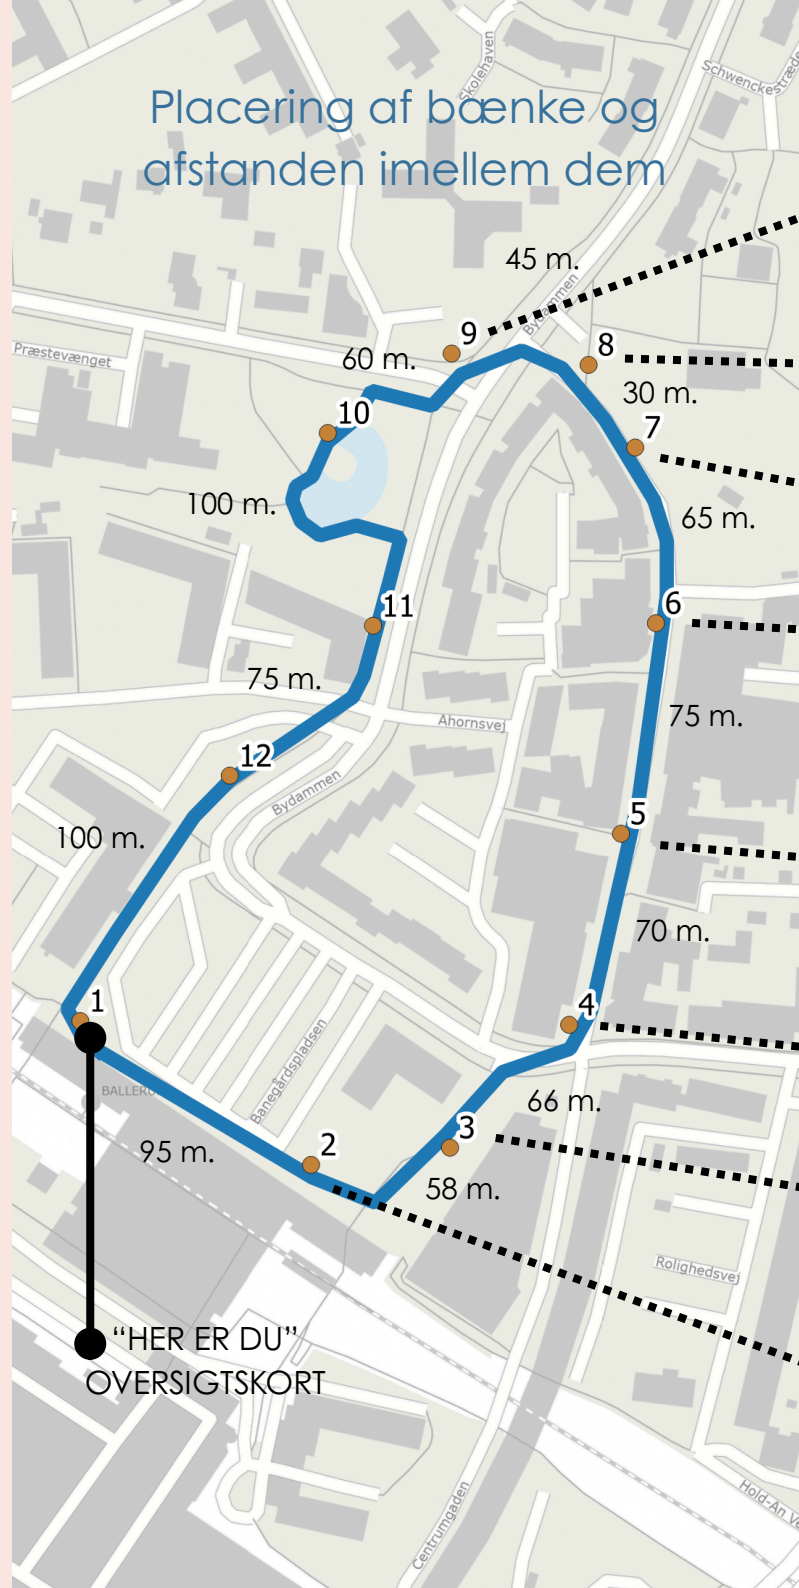 Skolehaven
Schwenckestræde
Placering af bænke og
afstanden imellem dem
45 m.
Bydammen
9
8
Præstevænget
60 m.
30 m.
10
7
100 m.
65 m.
11
6
75 m.
75 m.
Ahornsvej
12
Bydammen
5
100 m.
70 m.
1
4
Banegårdspladsen
66 m.
3
95 m.
2
58 m.
Rolighedsvej
"HER ER DU"
OVERSIGTSKORT
Centrumgaden
Hold-An